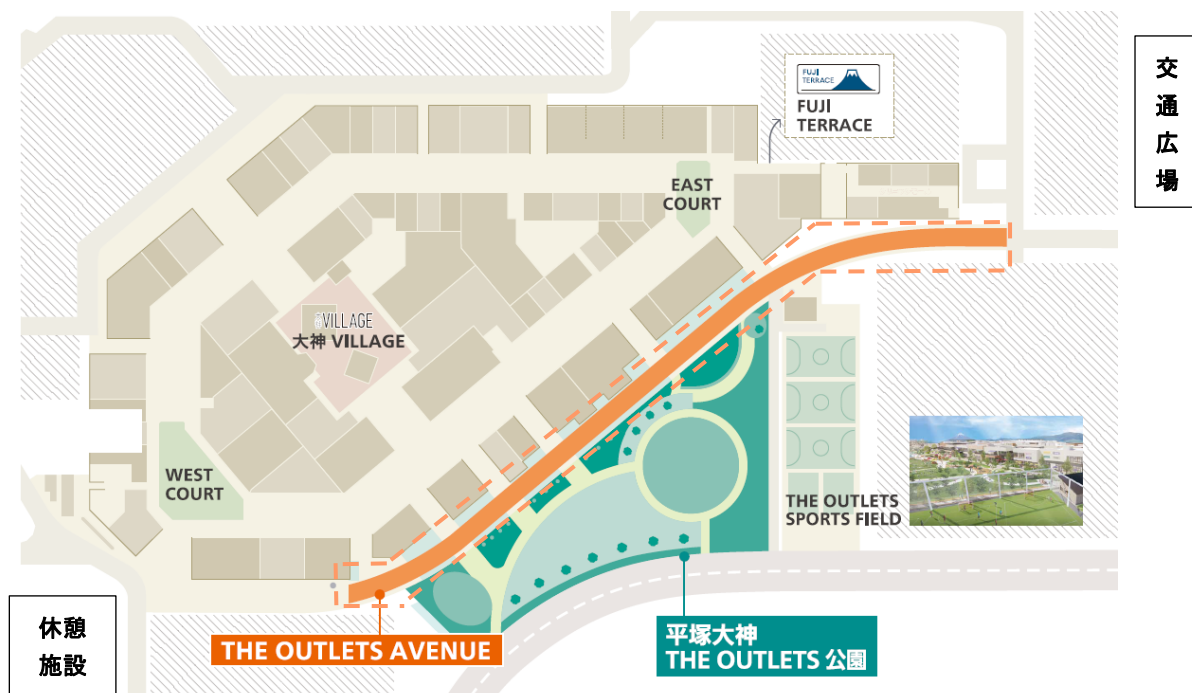 交
通
広
場
FUJI
TERRACE
FUJI
TERRACE
EAST
COURT
VILLAGE
大神 VILLAGE
WEST
COURT
THE OUTLETS
SPORTS FIELD
休憩
施設
THE OUTLETS AVENUE
平塚大神
THE OUTLETS 公園